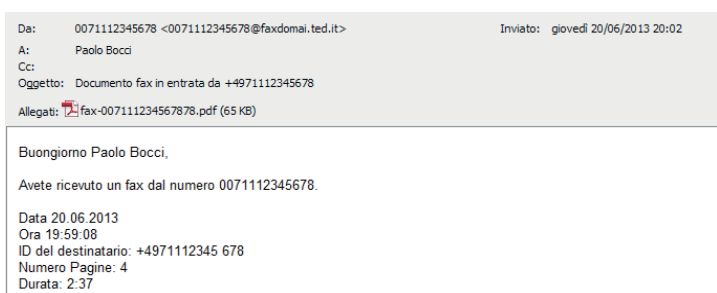 Da: 0071112345678 <0071112345678@faxdomai.ted.it> Inviato: giovedì 20/06/2013 20:02
A: Paolo Bocci
Cc:
Oggetto: Documento fax in entrata da +4971112345678
Allegati: fax-007111234567878.pdf (65 KB)
Buongiorno Paolo Bocci,
Avete ricevuto un fax dal numero 0071112345678.
Data 20.06.2013
Ora 19:59:08
ID del destinatario: +4971112345 678
Numero Pagine: 4
Durata: 2:37